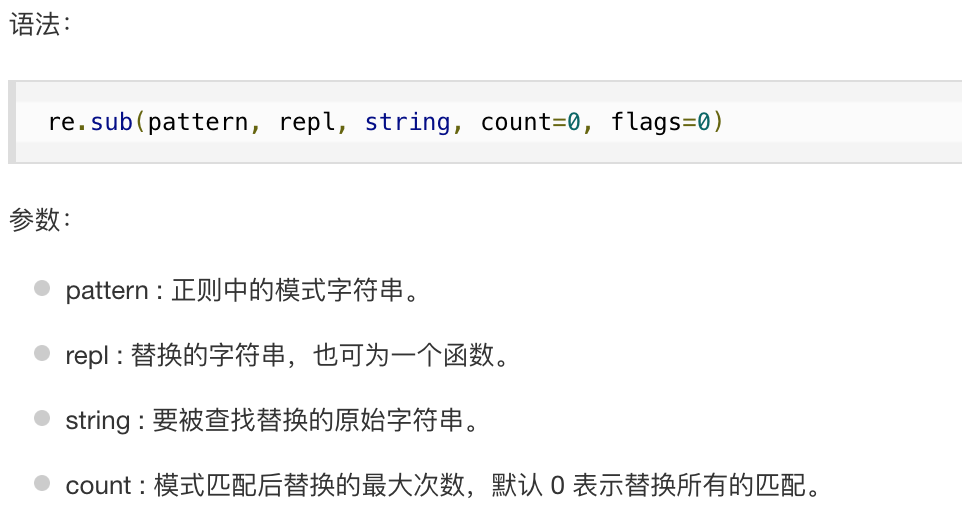 语法：
re.sub(pattern, repl, string, count=0, flags=0)
参数：
pattern : 正则中的模式字符串。
repl : 替换的字符串，也可为一个函数。
string : 要被查找替换的原始字符串。
count : 模式匹配后替换的最大次数，默认 0 表示替换所有的匹配。